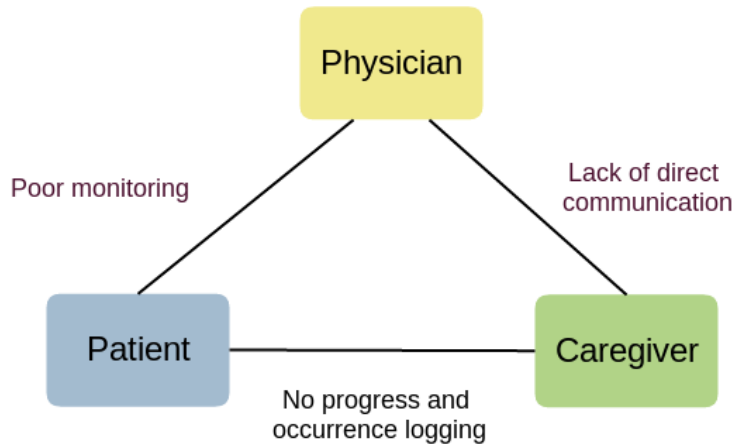 Physician
Poor monitoring
Lack of direct
communication
Patient
Caregiver
No progress and
occurrence logging